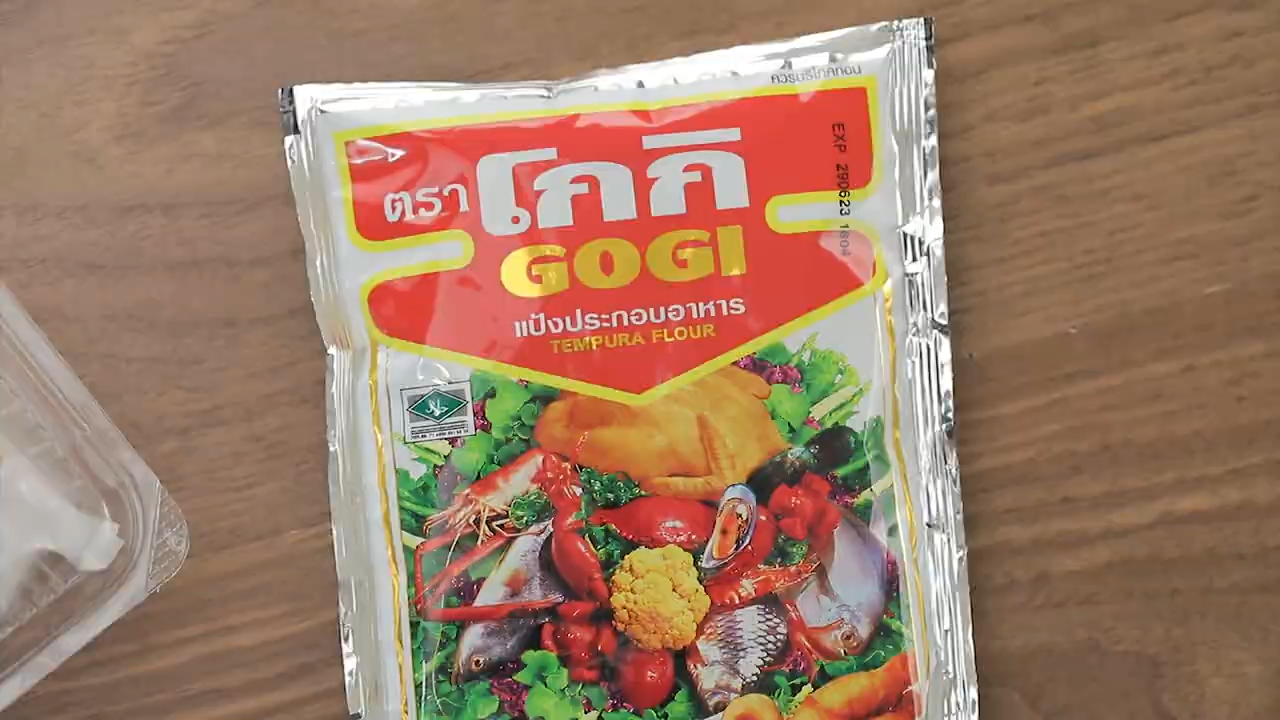 ควรบริโภคก่อน
EXP 290623 1604
ตรา โกกิ
GOGI
แป้งประกอบอาหาร
TEMPURA FLOUR